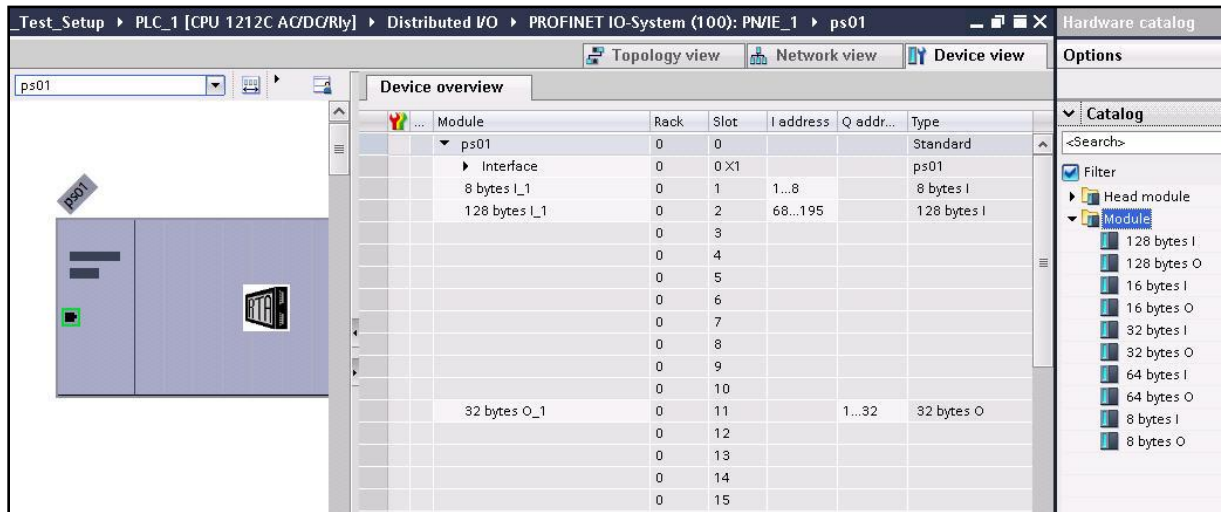 _Test_Setup ▸ PLC_1 [CPU 1212C AC/DC/Rly] ▸ Distributed I/O ▸ PROFINET IO-System (100): PN/IE_1 ▸ ps01
Hardware catalog
Topology view Network view Device view
Options
ps01
Device overview
... Module Rack Slot I address Q addr... Type
Catalog
ps01 0 0 Standard
<Search>
Interface 0 0 X1 ps01
Filter
8 bytes I_1 0 1 1...8 8 bytes I
Head module
128 bytes I_1 0 2 68...195 128 bytes I
Module
0 3
128 bytes I
0 4
128 bytes O
0 5
16 bytes I
0 6
16 bytes O
0 7
32 bytes I
0 8
32 bytes O
0 9
64 bytes I
0 10
64 bytes O
32 bytes O_1 0 11 1...32 32 bytes O
8 bytes I
0 12
8 bytes O
0 13
0 14
0 15
ps01
RTA